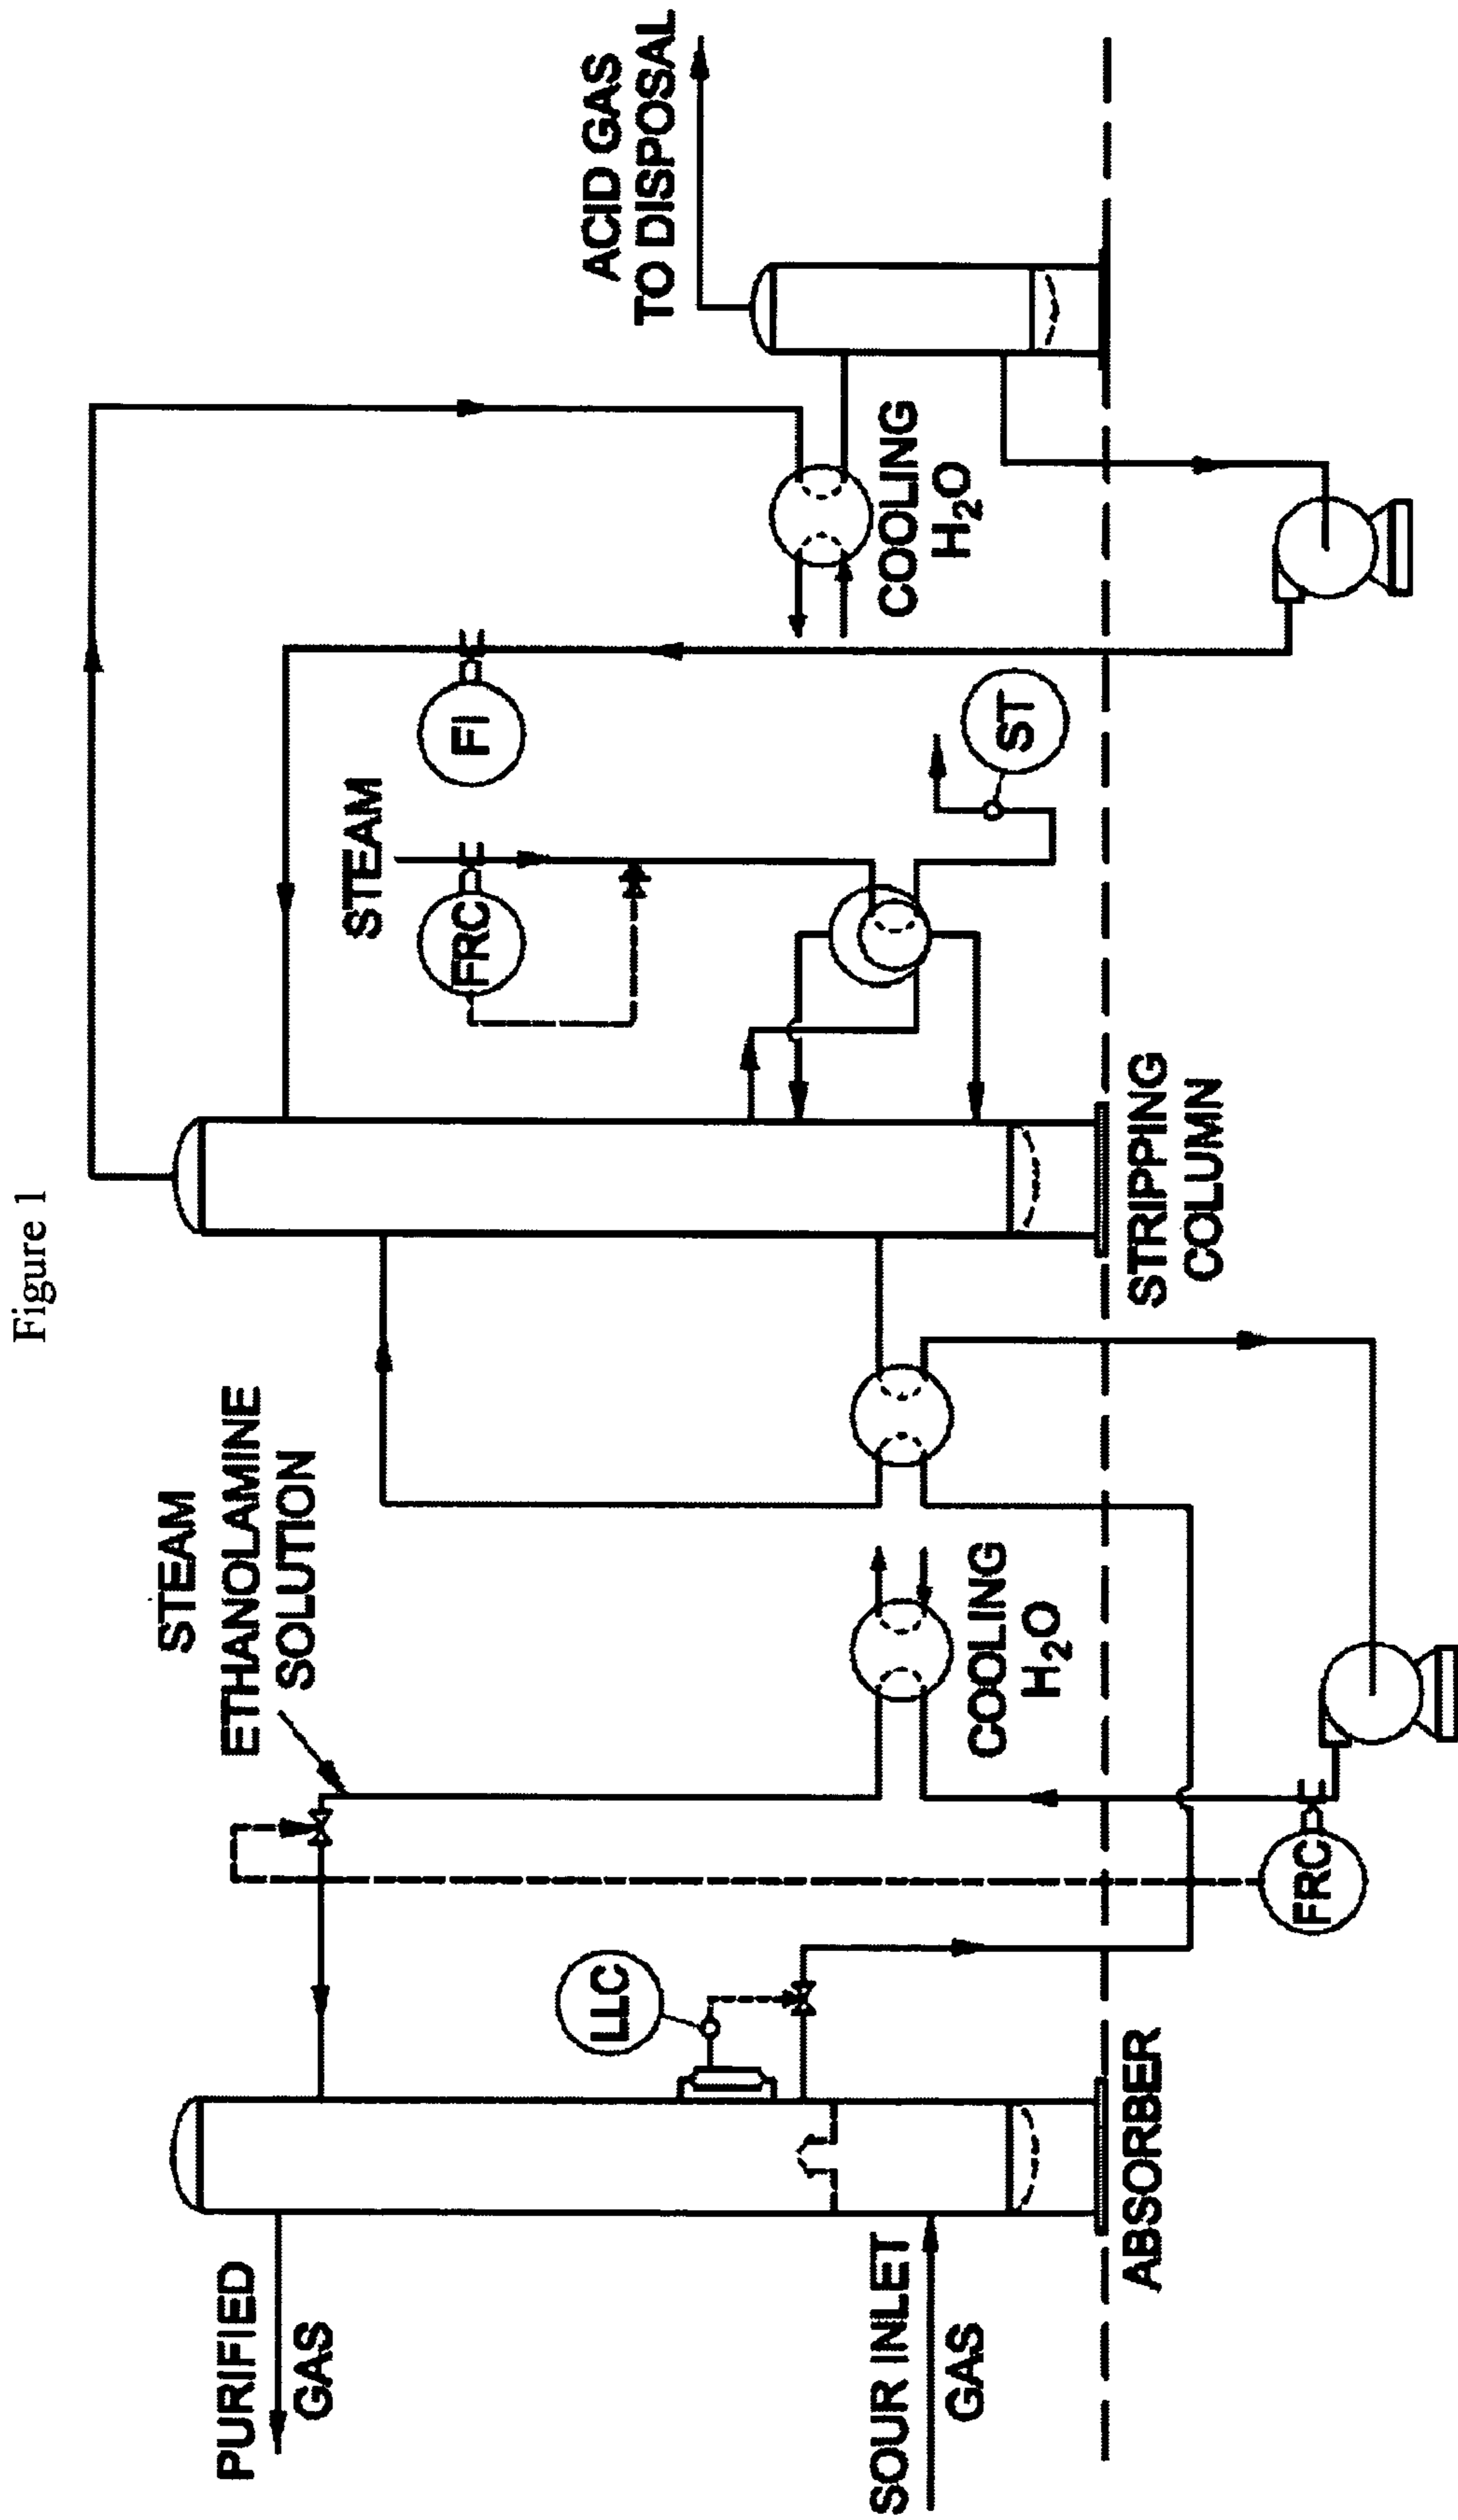 Figure 1
PURIFIED
GAS
SOUR INLET
GAS
ABSORBER
LLC
FRC
STEAM
ETHANOLAMINE
SOLUTION
COOLING
H₂O
STRIPPING
COLUMN
STEAM
FRC
FI
ST
COOLING
H₂O
ACID GAS
TO DISPOSAL